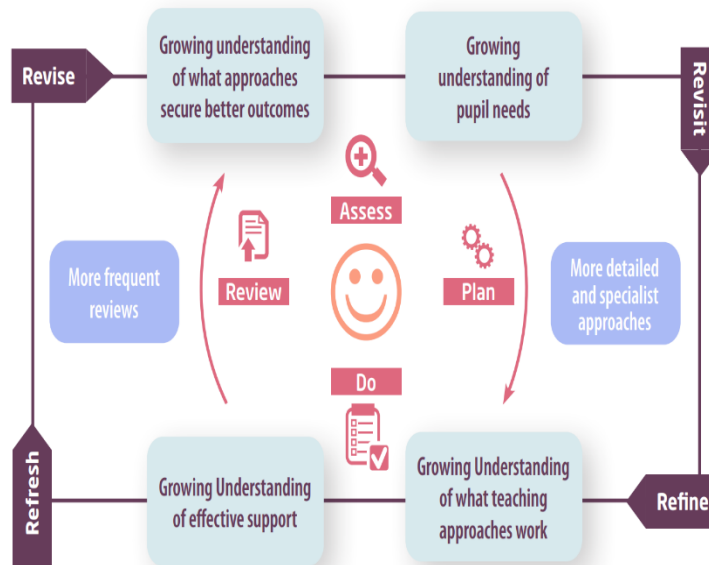 Revise
Growing understanding
of what approaches
secure better outcomes
Growing
understanding of
pupil needs
Revisit
Assess
More frequent
reviews
Review
Plan
More detailed
and specialist
approaches
Do
Refresh
Growing Understanding
of effective support
Growing Understanding
of what teaching
approaches work
Refine